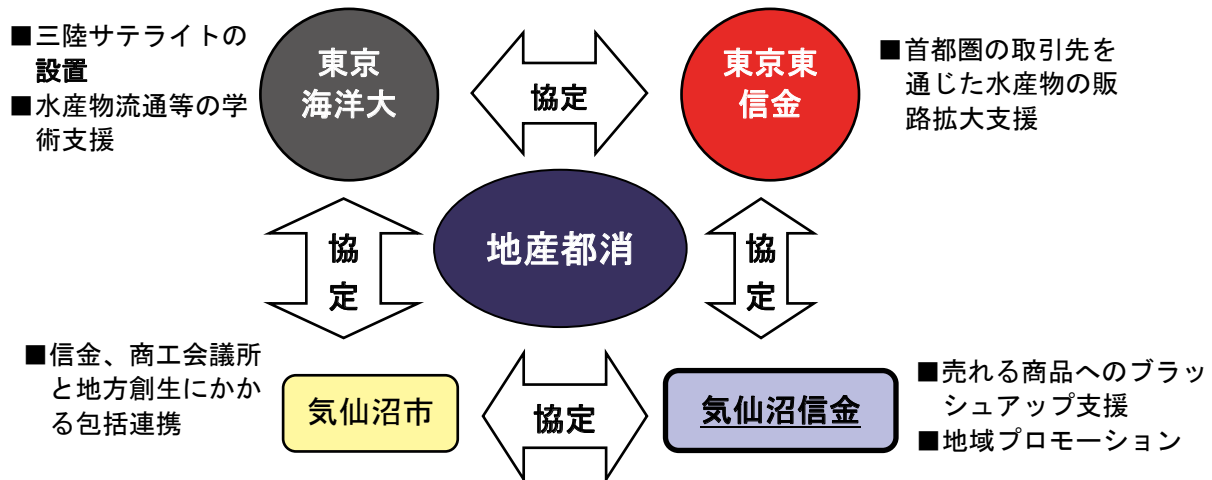 ■三陸サテライトの
設置
■水産物流通等の学
術支援
東京
海洋大
協定
東京東
信金
■首都圏の取引先を
通じた水産物の販
路拡大支援
協
定
地産都消
協
定
■信金、商工会議所
と地方創生にかか
る包括連携
気仙沼市
協定
気仙沼信金
■売れる商品へのブラッ
シュアップ支援
■地域プロモーション